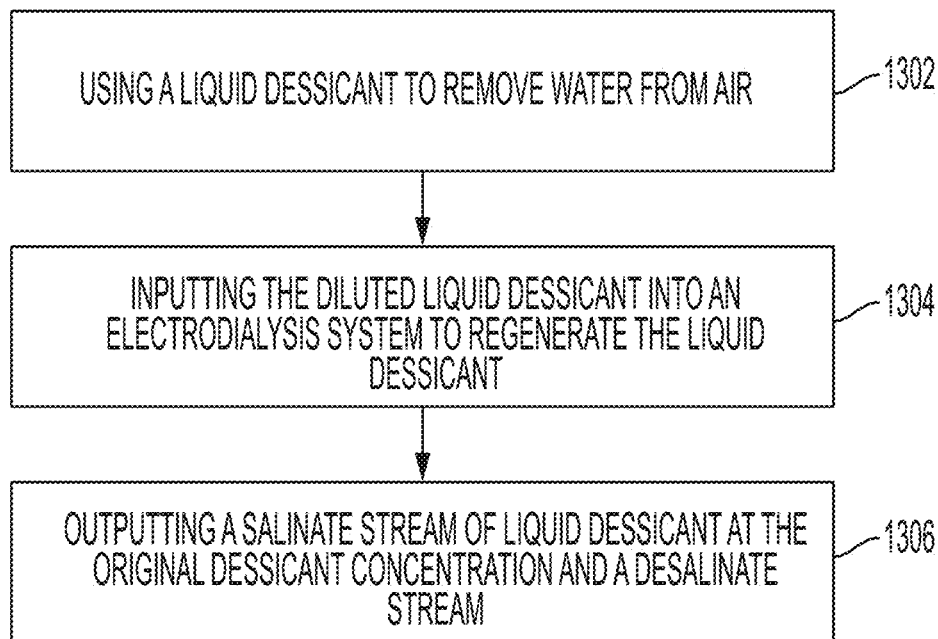 USING A LIQUID DESSICANT TO REMOVE WATER FROM AIR
1302
INPUTTING THE DILUTED LIQUID DESSICANT INTO AN
ELECTRODIALYSIS SYSTEM TO REGENERATE THE LIQUID
DESSICANT
1304
OUTPUTTING A SALINATE STREAM OF LIQUID DESSICANT AT THE
ORIGINAL DESSICANT CONCENTRATION AND A DESALINATE
STREAM
1306